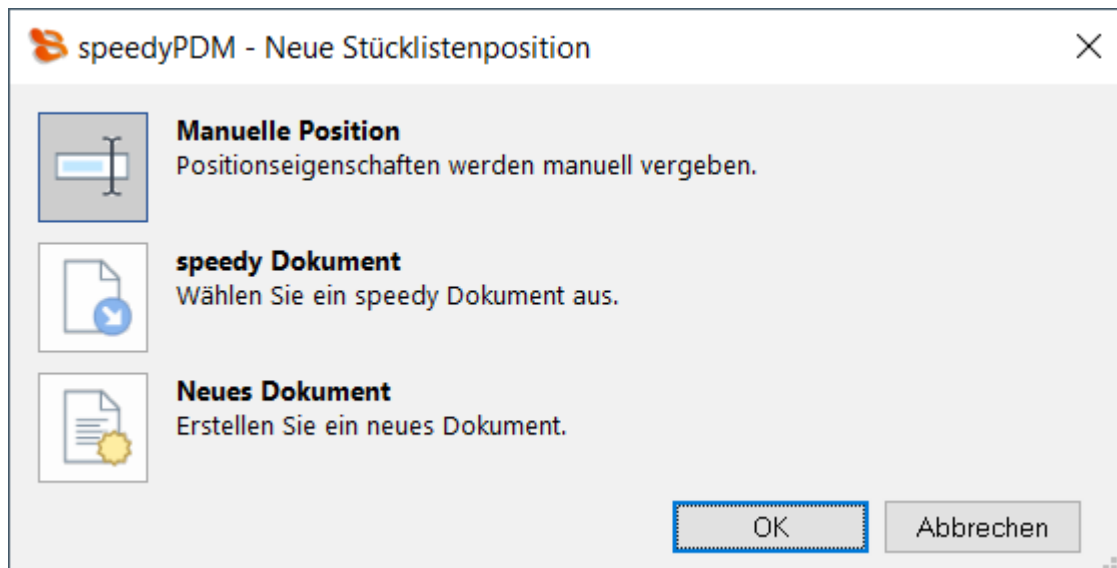 speedyPDM - Neue Stücklistenposition
Manuelle Position
Positionseigenschaften werden manuell vergeben.
speedy Dokument
Wählen Sie ein speedy Dokument aus.
Neues Dokument
Erstellen Sie ein neues Dokument.
OK Abbrechen